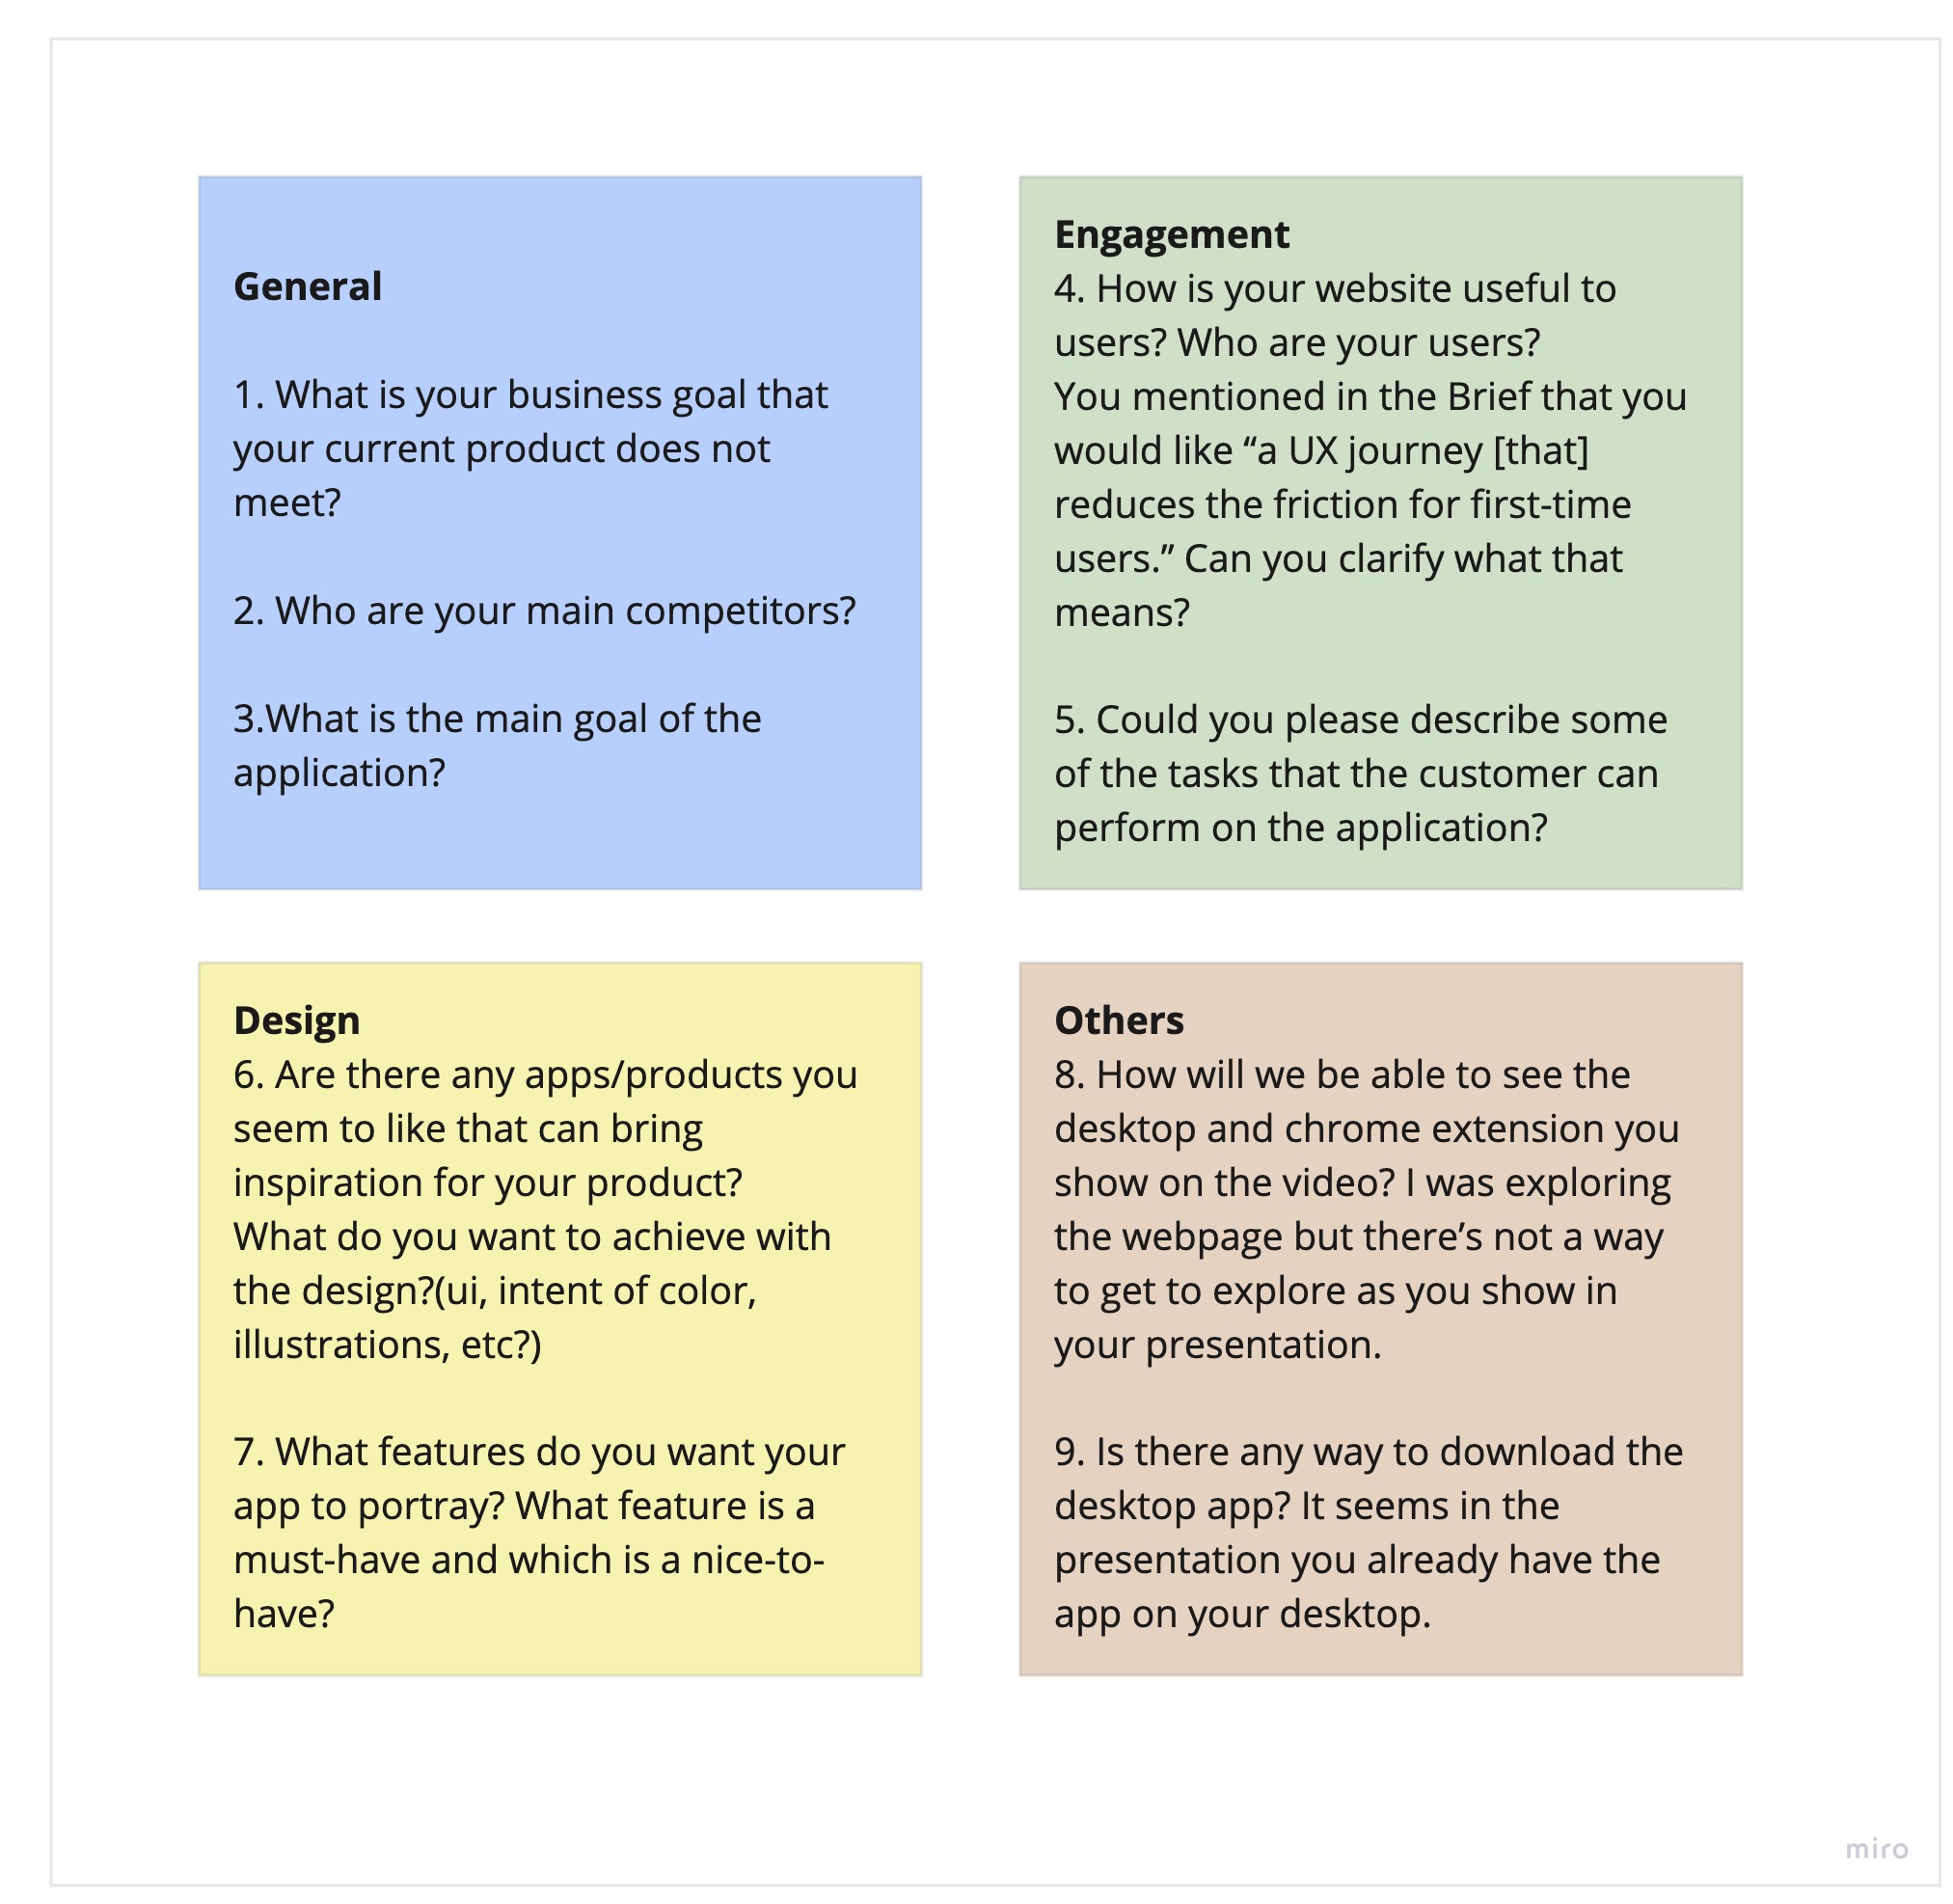 General
1. What is your business goal that
your current product does not
meet?
2. Who are your main competitors?
3.What is the main goal of the
application?
Engagement
4. How is your website useful to
users? Who are your users?
You mentioned in the Brief that you
would like “a UX journey [that]
reduces the friction for first-time
users.” Can you clarify what that
means?
5. Could you please describe some
of the tasks that the customer can
perform on the application?
Design
6. Are there any apps/products you
seem to like that can bring
inspiration for your product?
What do you want to achieve with
the design?(ui, intent of color,
illustrations, etc?)
7. What features do you want your
app to portray? What feature is a
must-have and which is a nice-to-
have?
Others
8. How will we be able to see the
desktop and chrome extension you
show on the video? I was exploring
the webpage but there’s not a way
to get to explore as you show in
your presentation.
9. Is there any way to download the
desktop app? It seems in the
presentation you already have the
app on your desktop.
miro